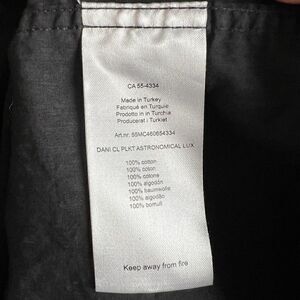 CA 55-4334
Made in Turkey
Fabriqué en Turquie
Prodotto in in Turchia
Producerat i Turkiet
Art.nr: 55MC460854334
DANI CL PLKT ASTRONOMICAL LUX
100% cotton
100% coton
100% cotone
100% algodón
100% baumwolle
100% algodão
100% bomull
Keep away from fire